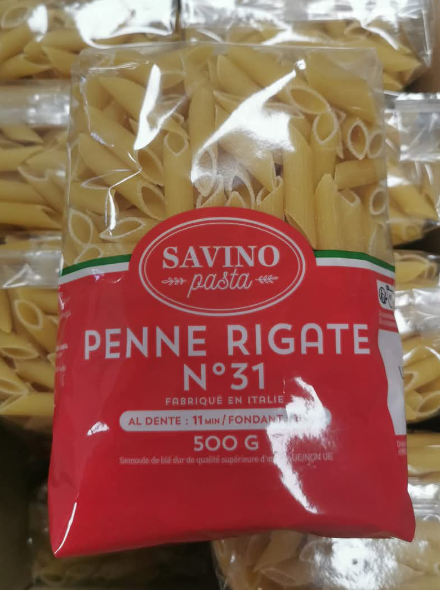 SAVINO
pasta
PENNE RIGATE
N°31
FABRIQUÉ EN ITALIE
AL DENTE : 11 MIN / FONDANT
500 G
Semoule de blé dur de qualité supérieure UE